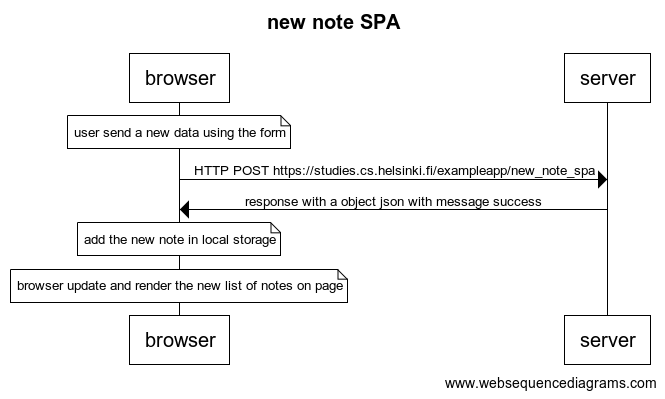 new note SPA
browser
server
user send a new data using the form
HTTP POST https://studies.cs.helsinki.fi/exampleapp/new_note_spa
response with a object json with message success
add the new note in local storage
browser update and render the new list of notes on page
browser
server
www.websequencediagrams.com